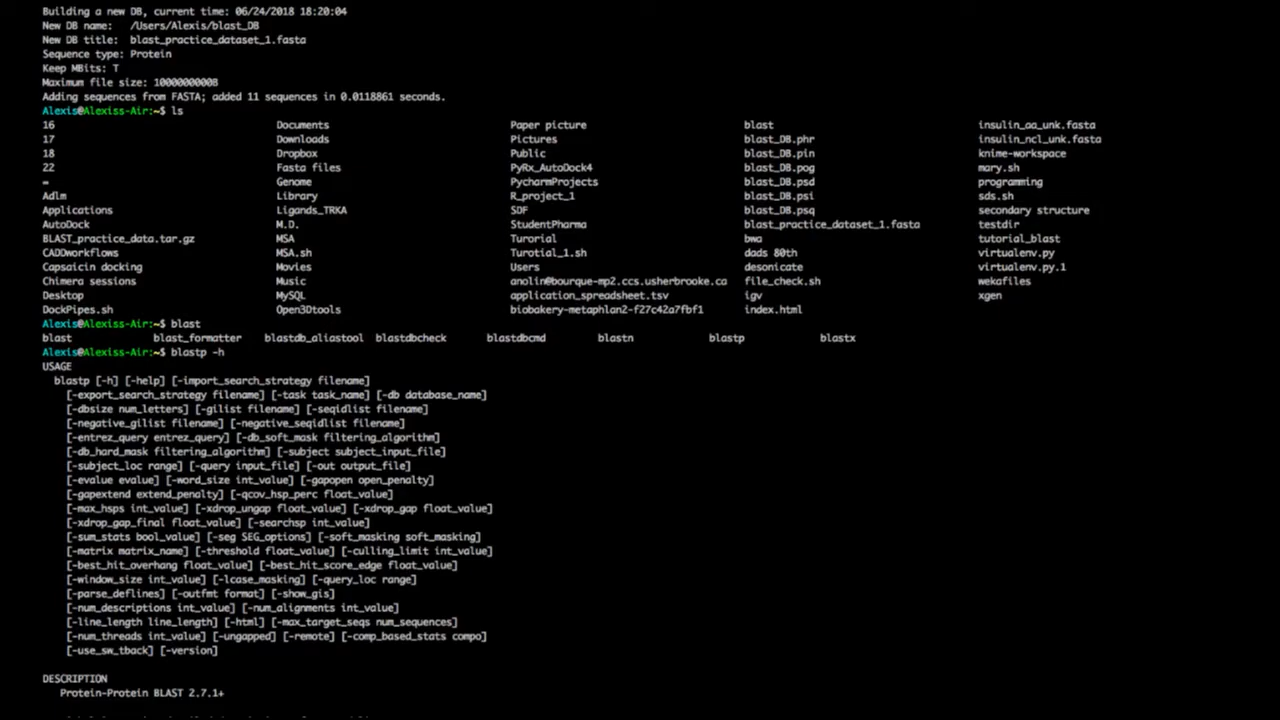 Building a new DB, current time: 06/24/2018 18:20:04
New DB name:   /Users/Alexis/blast_DB
New DB title:  blast_practice_dataset_1.fasta
Sequence type: Protein
Keep MBits: T
Maximum file size: 1000000000B
Adding sequences from FASTA; added 11 sequences in 0.0118861 seconds.
Alexis@Alexiss-Air:~$ ls
16 Documents Paper picture blast insulin_aa_unk.fasta
17 Downloads Pictures blast_DB.phr insulin_ncl_unk.fasta
18 Dropbox Public blast_DB.pin knime-workspace
22 Fasta files PyRx_AutoDock4 blast_DB.pog mary.sh
= Genome PycharmProjects blast_DB.psd programming
Adlm Library R_project_1 blast_DB.psi sds.sh
Applications Ligands_TRKA SDF blast_DB.psq secondary structure
AutoDock M.D. StudentPharma blast_practice_dataset_1.fasta testdir
BLAST_practice_data.tar.gz MSA Turorial bwa tutorial_blast
CADDworkflows MSA.sh Turotial_1.sh dads 80th virtualenv.py
Capsaicin docking Movies Users desonicate virtualenv.py.1
Chimera sessions Music anolin@bourque-mp2.ccs.usherbrooke.ca file_check.sh wekafiles
Desktop MySQL application_spreadsheet.tsv igv xgen
DockPipes.sh Open3Dtools biobakery-metaphlan2-f27c42a7fbf1 index.html
Alexis@Alexiss-Air:~$ blast
blast blast_formatter blastdb_aliastool blastdbcheck blastdbcmd blastn blastp blastx
Alexis@Alexiss-Air:~$ blastp -h
USAGE
blastp [-h] [-help] [-import_search_strategy filename]
[-export_search_strategy filename] [-task task_name] [-db database_name]
[-dbsize num_letters] [-gilist filename] [-seqidlist filename]
[-negative_gilist filename] [-negative_seqidlist filename]
[-entrez_query entrez_query] [-db_soft_mask filtering_algorithm]
[-db_hard_mask filtering_algorithm] [-subject subject_input_file]
[-subject_loc range] [-query input_file] [-out output_file]
[-evalue evalue] [-word_size int_value] [-gapopen open_penalty]
[-gapextend extend_penalty] [-qcov_hsp_perc float_value]
[-max_hsps int_value] [-xdrop_ungap float_value] [-xdrop_gap float_value]
[-xdrop_gap_final float_value] [-searchsp int_value]
[-sum_stats bool_value] [-seg SEG_options] [-soft_masking soft_masking]
[-matrix matrix_name] [-threshold float_value] [-culling_limit int_value]
[-best_hit_overhang float_value] [-best_hit_score_edge float_value]
[-window_size int_value] [-lcase_masking] [-query_loc range]
[-parse_deflines] [-outfmt format] [-show_gis]
[-num_descriptions int_value] [-num_alignments int_value]
[-line_length line_length] [-html] [-max_target_seqs num_sequences]
[-num_threads int_value] [-ungapped] [-remote] [-comp_based_stats compo]
[-use_sw_tback] [-version]
DESCRIPTION
Protein-Protein BLAST 2.7.1+